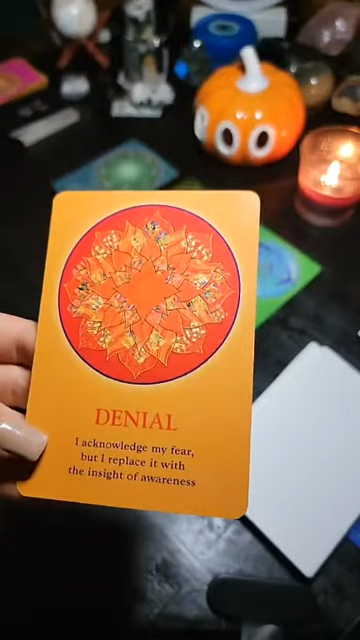 DENIAL
I acknowledge my fear,
but I replace it with
the insight of awareness